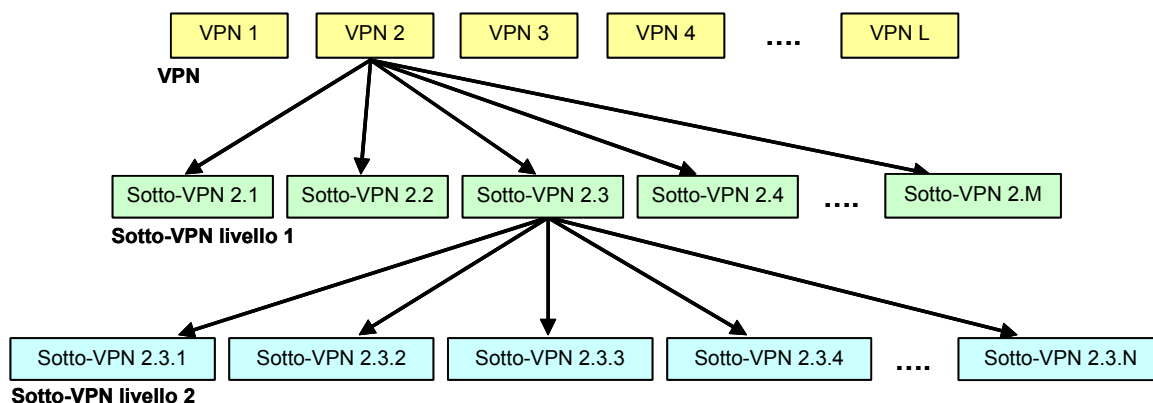 VPN 1 VPN 2 VPN 3 VPN 4 .... VPN L
VPN
Sotto-VPN 2.1 Sotto-VPN 2.2 Sotto-VPN 2.3 Sotto-VPN 2.4 .... Sotto-VPN 2.M
Sotto-VPN livello 1
Sotto-VPN 2.3.1 Sotto-VPN 2.3.2 Sotto-VPN 2.3.3 Sotto-VPN 2.3.4 .... Sotto-VPN 2.3.N
Sotto-VPN livello 2